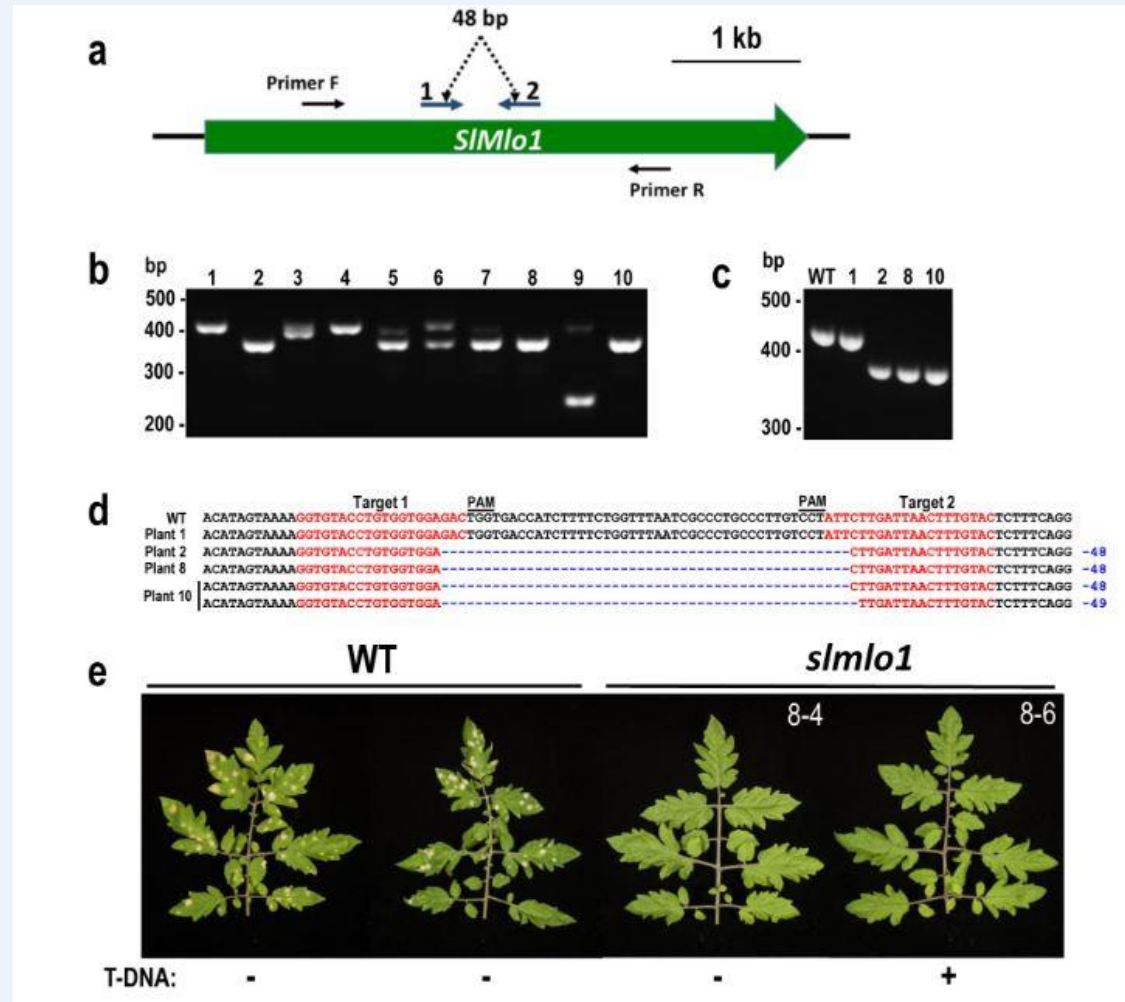 a
48 bp
1 kb
Primer F
1 2
SlMlo1
Primer R
b
bp 1 2 3 4 5 6 7 8 9 10
500 -
400 -
300 -
200 -
c
bp WT 1 2 8 10
500 -
400 -
300 -
d
Target 1 PAM PAM Target 2
WT ACATAGTAAAAGGTGTACCTGTGGTGGAGACTGGTGACCATCTTTTCTGGTTTAATCGCCCTGCCCTTGTCCTATTCTTGATTAACTTTGTACTCTTTCAGG
Plant 1 ACATAGTAAAAGGTGTACCTGTGGTGGAGACTGGTGACCATCTTTTCTGGTTTAATCGCCCTGCCCTTGTCCTATTCTTGATTAACTTTGTACTCTTTCAGG
Plant 2 ACATAGTAAAAGGTGTACCTGTGGTGGA------------------------------------------------CTTGATTAACTTTGTACTCTTTCAGG -48
Plant 8 ACATAGTAAAAGGTGTACCTGTGGTGGA------------------------------------------------CTTGATTAACTTTGTACTCTTTCAGG -48
Plant 10 ACATAGTAAAAGGTGTACCTGTGGTGGA------------------------------------------------CTTGATTAACTTTGTACTCTTTCAGG -48
ACATAGTAAAAGGTGTACCTGTGGTGGA-------------------------------------------------TTGATTAACTTTGTACTCTTTCAGG -49
e
WT slmlo1
8-4 8-6
T-DNA: - - - +